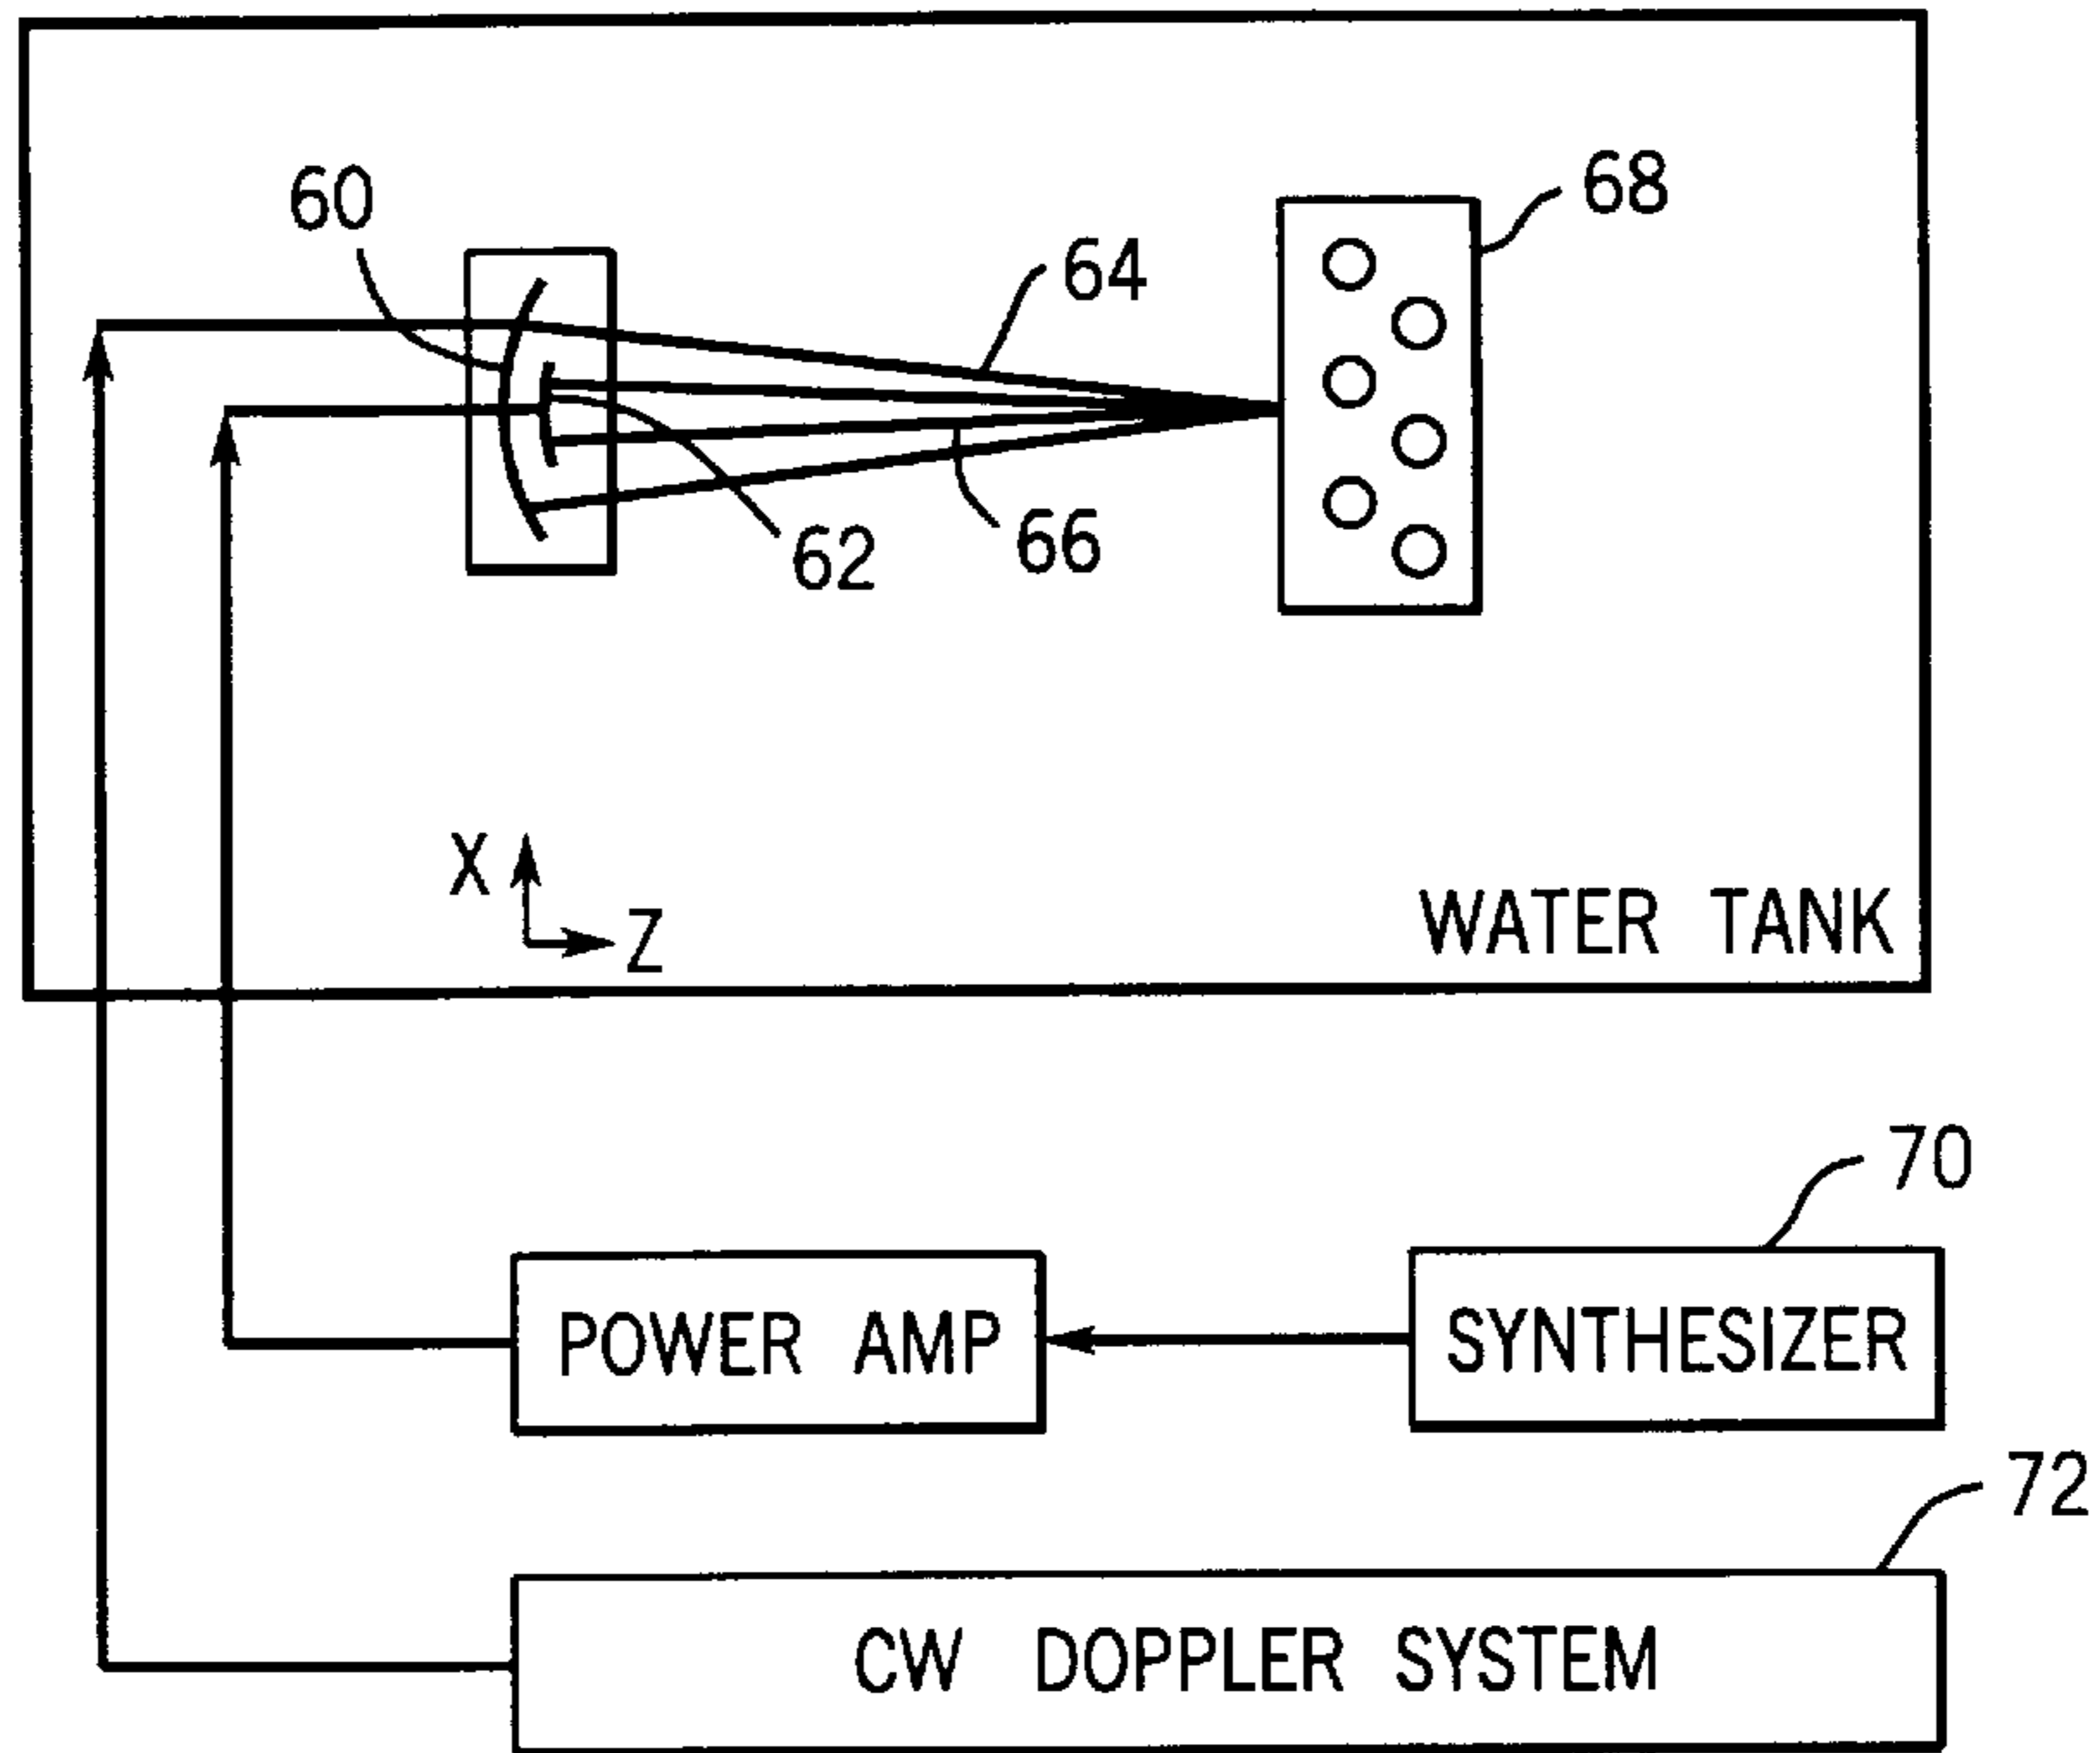 60
68
64
62
66
X
Z
WATER TANK
70
POWER AMP
SYNTHESIZER
72
CW DOPPLER SYSTEM